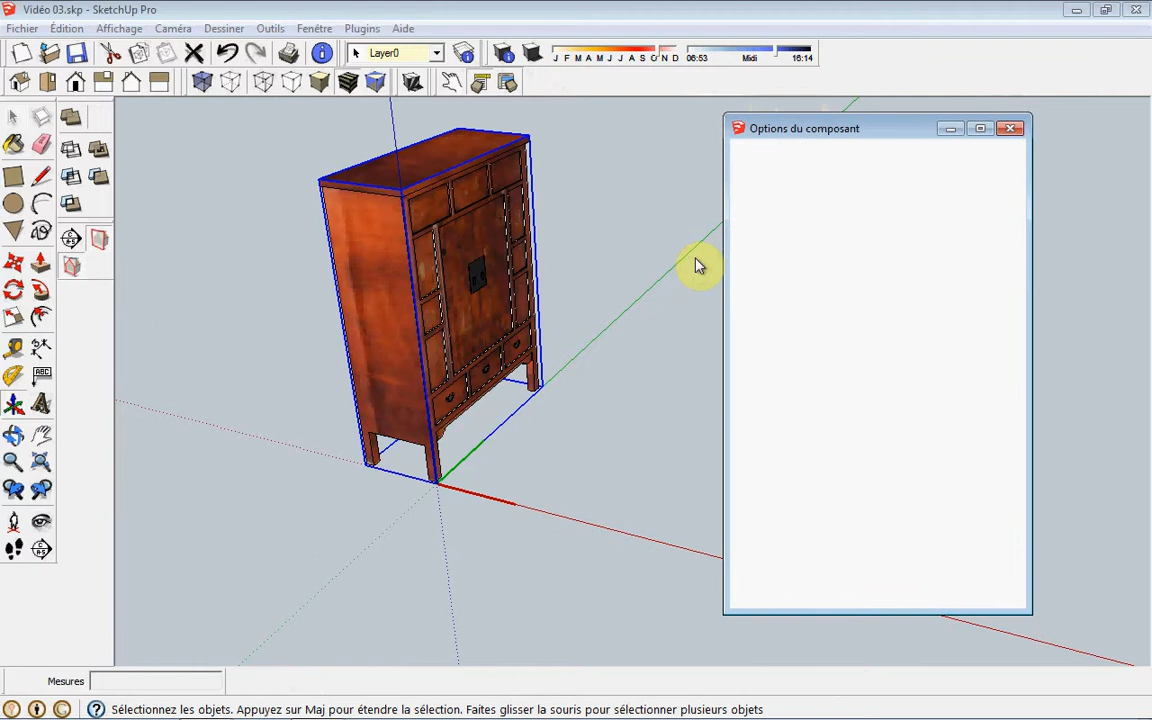 Vidéo 03.skp - SketchUp Pro
Fichier Édition Affichage Caméra Dessiner Outils Fenêtre Plugins Aide
Layer0
J F M A M J J A S O N D 06:53 Midi 16:14
Options du composant
ABC
Mesures
Sélectionnez les objets. Appuyez sur Maj pour étendre la sélection. Faites glisser la souris pour sélectionner plusieurs objets